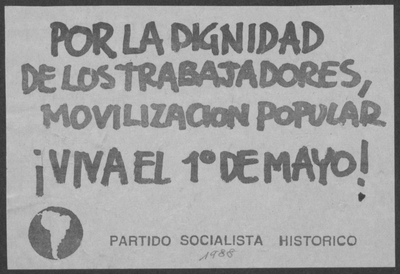 POR LA DIGNIDAD
DE LOS TRABAJADORES,
MOVILIZACION POPULAR
¡VIVA EL 1º DE MAYO!
PARTIDO SOCIALISTA HISTORICO
1988